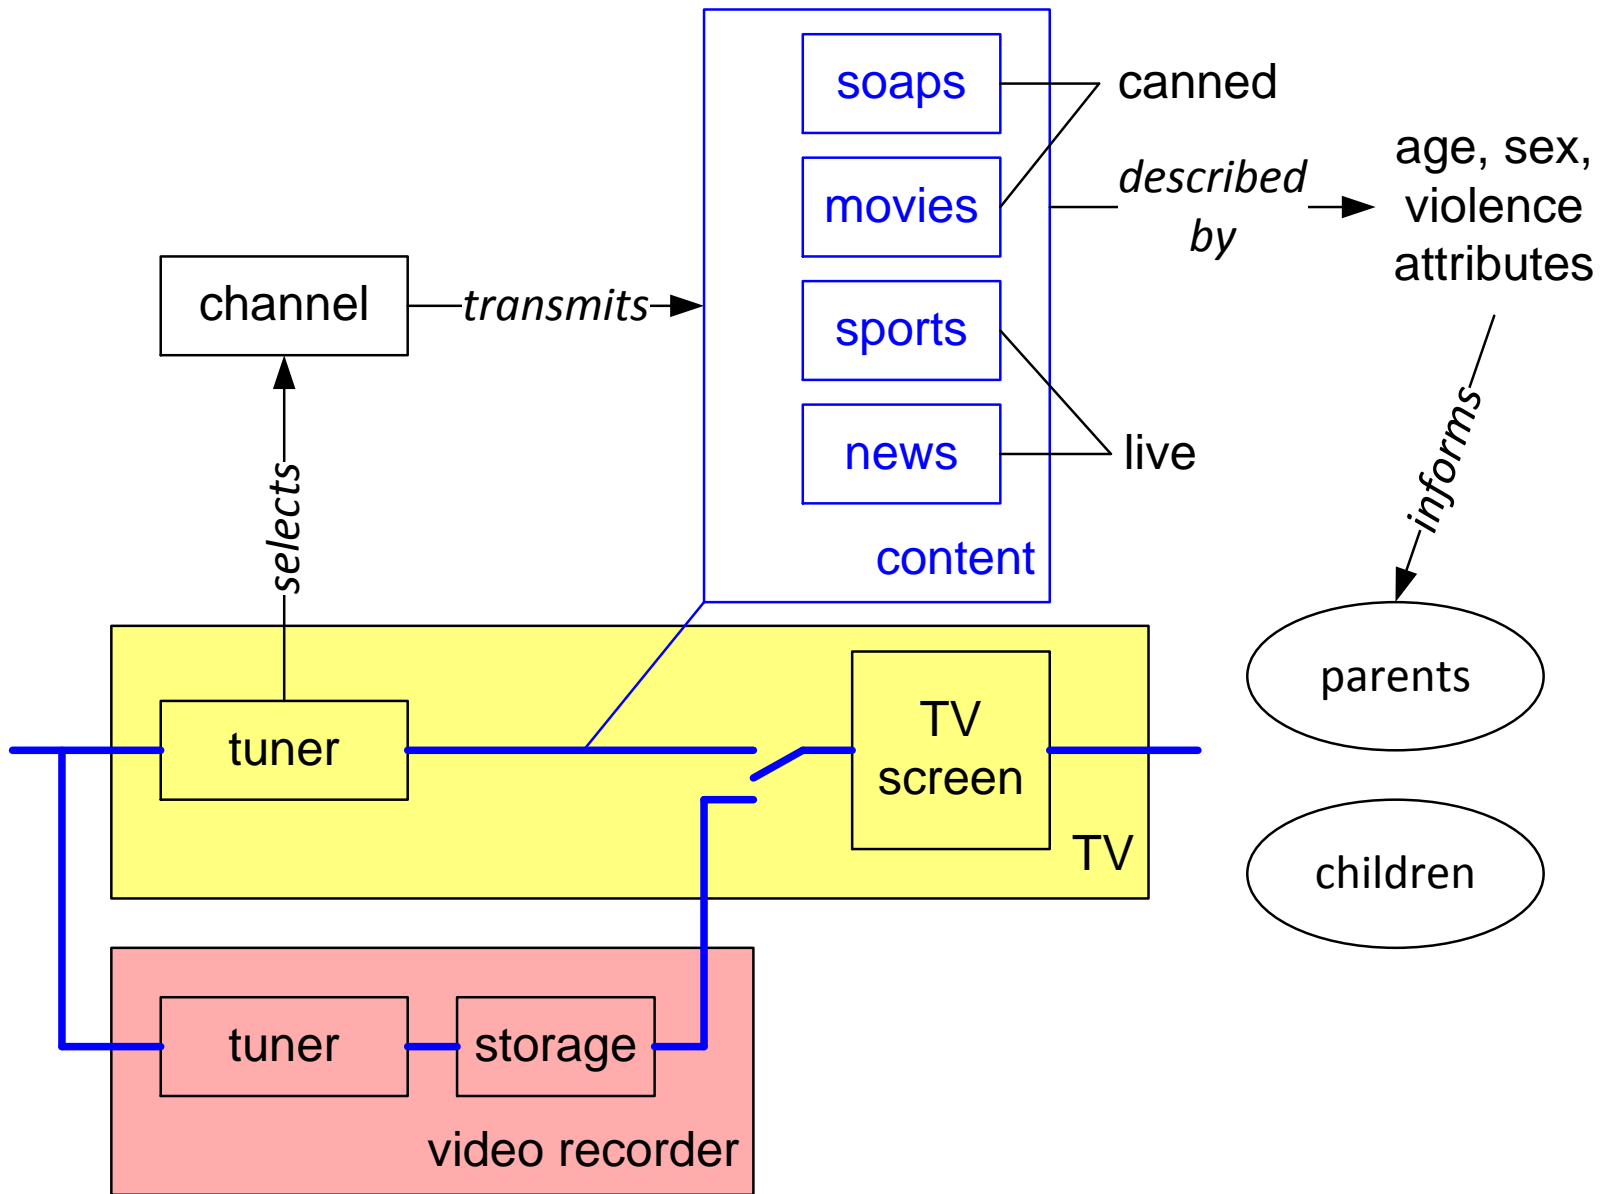 soaps
canned
movies
described
by
age, sex,
violence
attributes
channel
transmits
sports
news
live
content
selects
informs
tuner
TV
screen
TV
parents
children
tuner
storage
video recorder